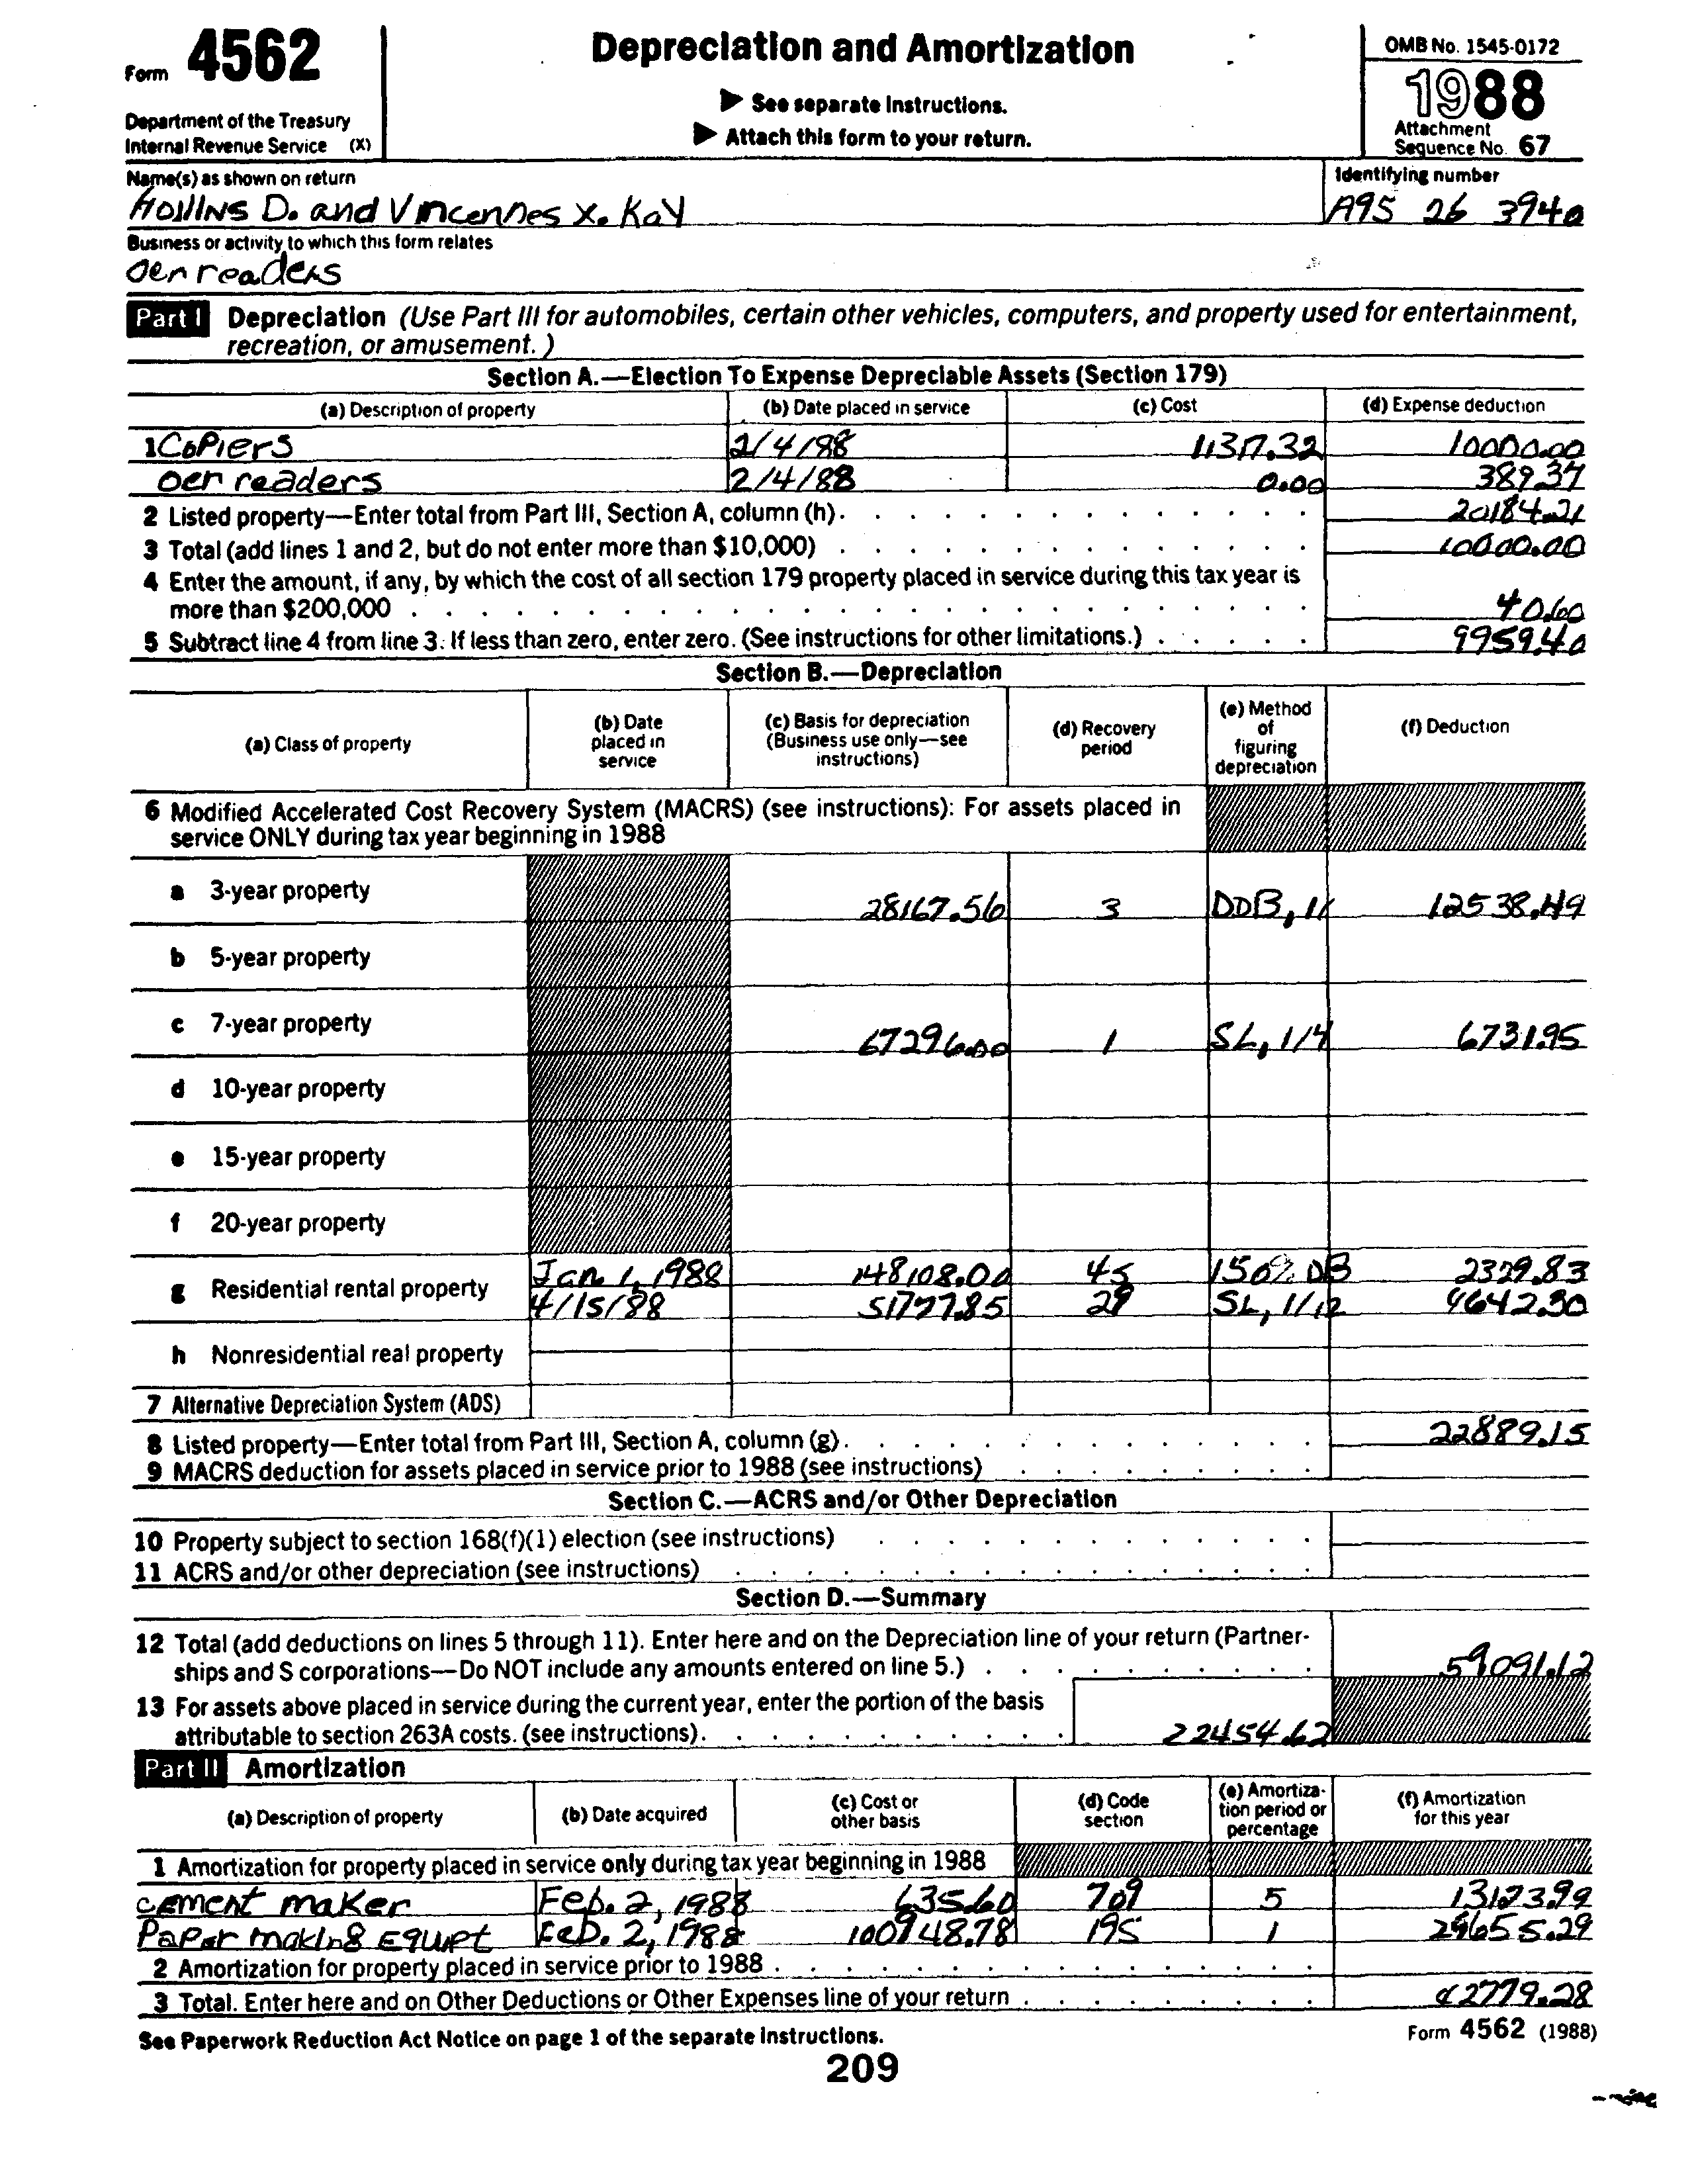 Form 4562
Department of the Treasury
Internal Revenue Service (X)
Depreciation and Amortization
▶ See separate Instructions.
▶ Attach this form to your return.
OMB No. 1545-0172
1988
Attachment
Sequence No. 67
Name(s) as shown on return
Hollins D. and Vincennes X. Kay
Identifying number
A95 26 3940
Business or activity to which this form relates
Ocr readers
Part I Depreciation (Use Part III for automobiles, certain other vehicles, computers, and property used for entertainment,
recreation, or amusement.)
Section A.—Election To Expense Depreciable Assets (Section 179)
(a) Description of property (b) Date placed in service (c) Cost (d) Expense deduction
1 Copiers 2/4/88 11317.32 10000.00
ocr readers 2/4/88 0.00 389.37
2 Listed property—Enter total from Part III, Section A, column (h). 20184.21
3 Total (add lines 1 and 2, but do not enter more than $10,000) 10000.00
4 Enter the amount, if any, by which the cost of all section 179 property placed in service during this tax year is
more than $200,000 40.60
5 Subtract line 4 from line 3. If less than zero, enter zero. (See instructions for other limitations.) 9959.40
Section B.—Depreciation
(a) Class of property (b) Date placed in service (c) Basis for depreciation (Business use only—see instructions) (d) Recovery period (e) Method of figuring depreciation (f) Deduction
6 Modified Accelerated Cost Recovery System (MACRS) (see instructions): For assets placed in
service ONLY during tax year beginning in 1988
a 3-year property 28167.56 3 DDB, 12538.49
b 5-year property
c 7-year property 67296.00 1 SL, 1/4 6731.95
d 10-year property
e 15-year property
f 20-year property
g Residential rental property Jan. 1, 1988 148108.00 45 150% DB 2329.83
4/15/88 SL, 1/12 4642.30
h Nonresidential real property
7 Alternative Depreciation System (ADS)
8 Listed property—Enter total from Part III, Section A, column (g). 22889.15
9 MACRS deduction for assets placed in service prior to 1988 (see instructions)
Section C.—ACRS and/or Other Depreciation
10 Property subject to section 168(f)(1) election (see instructions)
11 ACRS and/or other depreciation (see instructions)
Section D.—Summary
12 Total (add deductions on lines 5 through 11). Enter here and on the Depreciation line of your return (Partner-
ships and S corporations—Do NOT include any amounts entered on line 5.) 59091.12
13 For assets above placed in service during the current year, enter the portion of the basis
attributable to section 263A costs. (see instructions). 22454.62
Part II Amortization
(a) Description of property (b) Date acquired (c) Cost or other basis (d) Code section (e) Amortiza-tion period or percentage (f) Amortization for this year
1 Amortization for property placed in service only during tax year beginning in 1988
cement maker Feb. 2, 1988 635.60 709 5 13123.99
Paper making Equipt Feb. 2, 1988 100948.78 195 1 29655.29
2 Amortization for property placed in service prior to 1988
3 Total. Enter here and on Other Deductions or Other Expenses line of your return 42779.28
See Paperwork Reduction Act Notice on page 1 of the separate Instructions.
Form 4562 (1988)
209